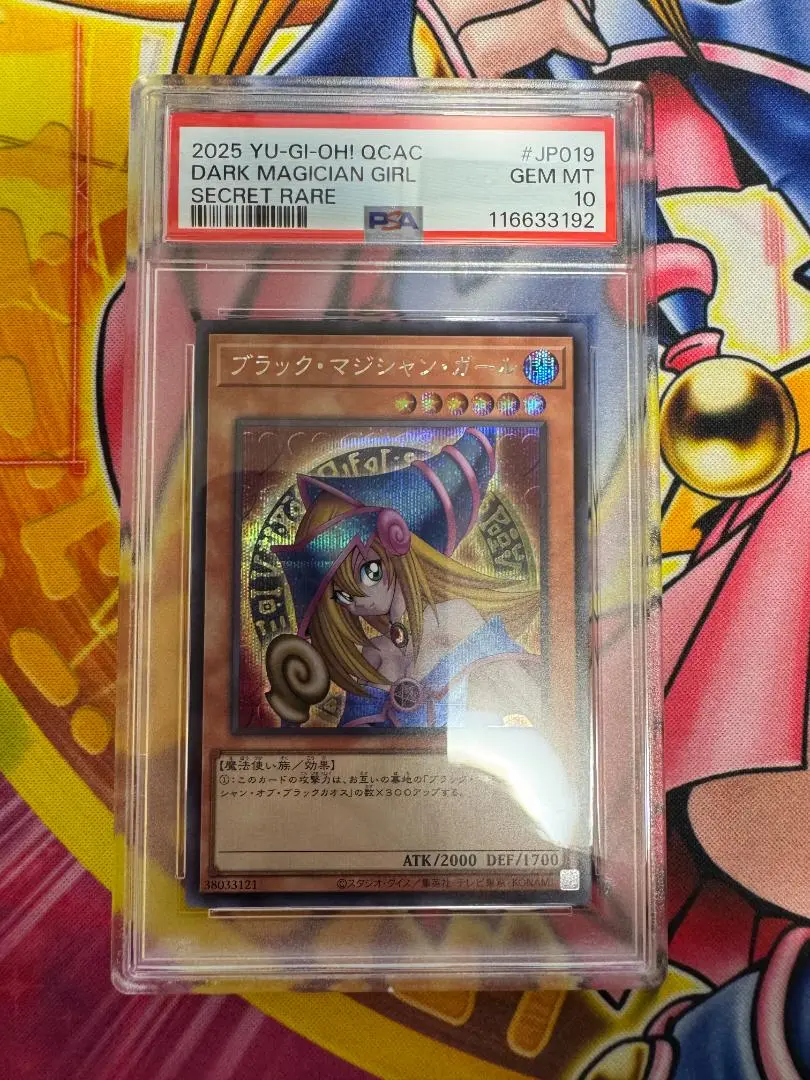 2025 YU-GI-OH! QCAC #JP019
DARK MAGICIAN GIRL GEM MT
SECRET RARE 10
PSA 116633192
ブラック・マジシャン・ガール 闇
【魔法使い族/効果】
①:このカードの攻撃力は、お互いの墓地の「ブラック・
シャン・オブ・ブラックカオス」の数×300アップする。
ATK/2000 DEF/1700
38033121 ©スタジオ・ダイス/集英社 テレビ東京 KONAMI